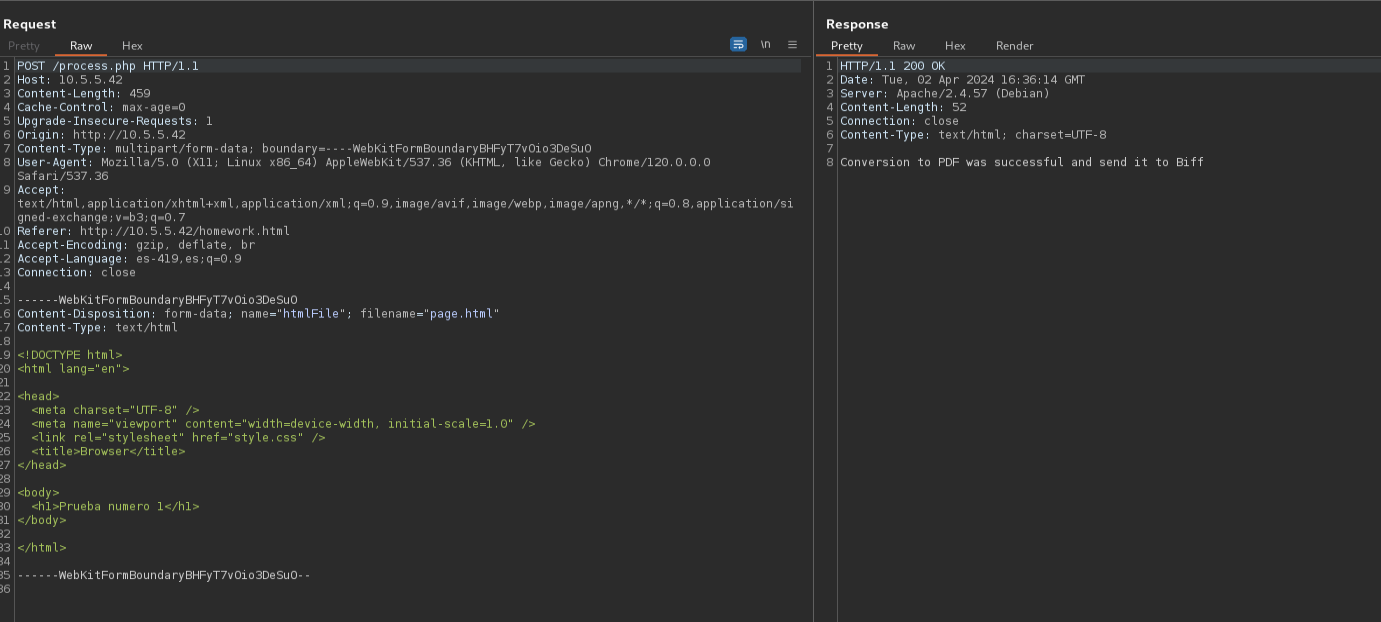 Request
Pretty Raw Hex
\n
1 POST /process.php HTTP/1.1
2 Host: 10.5.5.42
3 Content-Length: 459
4 Cache-Control: max-age=0
5 Upgrade-Insecure-Requests: 1
6 Origin: http://10.5.5.42
7 Content-Type: multipart/form-data; boundary=----WebKitFormBoundaryBHFyT7vOio3DeSuO
8 User-Agent: Mozilla/5.0 (X11; Linux x86_64) AppleWebKit/537.36 (KHTML, like Gecko) Chrome/120.0.0.0
Safari/537.36
9 Accept:
text/html,application/xhtml+xml,application/xml;q=0.9,image/avif,image/webp,image/apng,*/*;q=0.8,application/si
gned-exchange;v=b3;q=0.7
10 Referer: http://10.5.5.42/homework.html
11 Accept-Encoding: gzip, deflate, br
12 Accept-Language: es-419,es;q=0.9
13 Connection: close
14
15 ------WebKitFormBoundaryBHFyT7vOio3DeSuO
16 Content-Disposition: form-data; name="htmlFile"; filename="page.html"
17 Content-Type: text/html
18
19 <!DOCTYPE html>
20 <html lang="en">
21
22 <head>
23 <meta charset="UTF-8" />
24 <meta name="viewport" content="width=device-width, initial-scale=1.0" />
25 <link rel="stylesheet" href="style.css" />
26 <title>Browser</title>
27 </head>
28
29 <body>
30 <h1>Prueba numero 1</h1>
31 </body>
32
33 </html>
34
35 ------WebKitFormBoundaryBHFyT7vOio3DeSuO--
36
Response
Pretty Raw Hex Render
1 HTTP/1.1 200 OK
2 Date: Tue, 02 Apr 2024 16:36:14 GMT
3 Server: Apache/2.4.57 (Debian)
4 Content-Length: 52
5 Connection: close
6 Content-Type: text/html; charset=UTF-8
7
8 Conversion to PDF was successful and send it to Biff